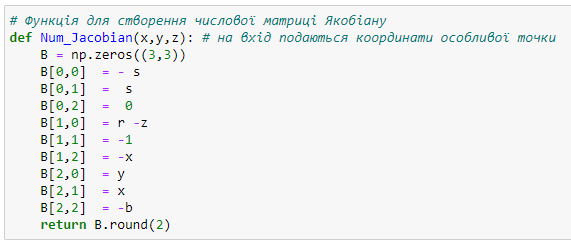 # Функція для створення числової матриці Якобіану
def Num_Jacobian(x,y,z): # на вхід подаються координати особливої точки
    B = np.zeros((3,3))
    B[0,0]  = - s
    B[0,1]  =  s
    B[0,2]  =  0
    B[1,0]  = r -z
    B[1,1]  = -1
    B[1,2]  = -x
    B[2,0]  = y
    B[2,1]  = x
    B[2,2]  = -b
    return B.round(2)